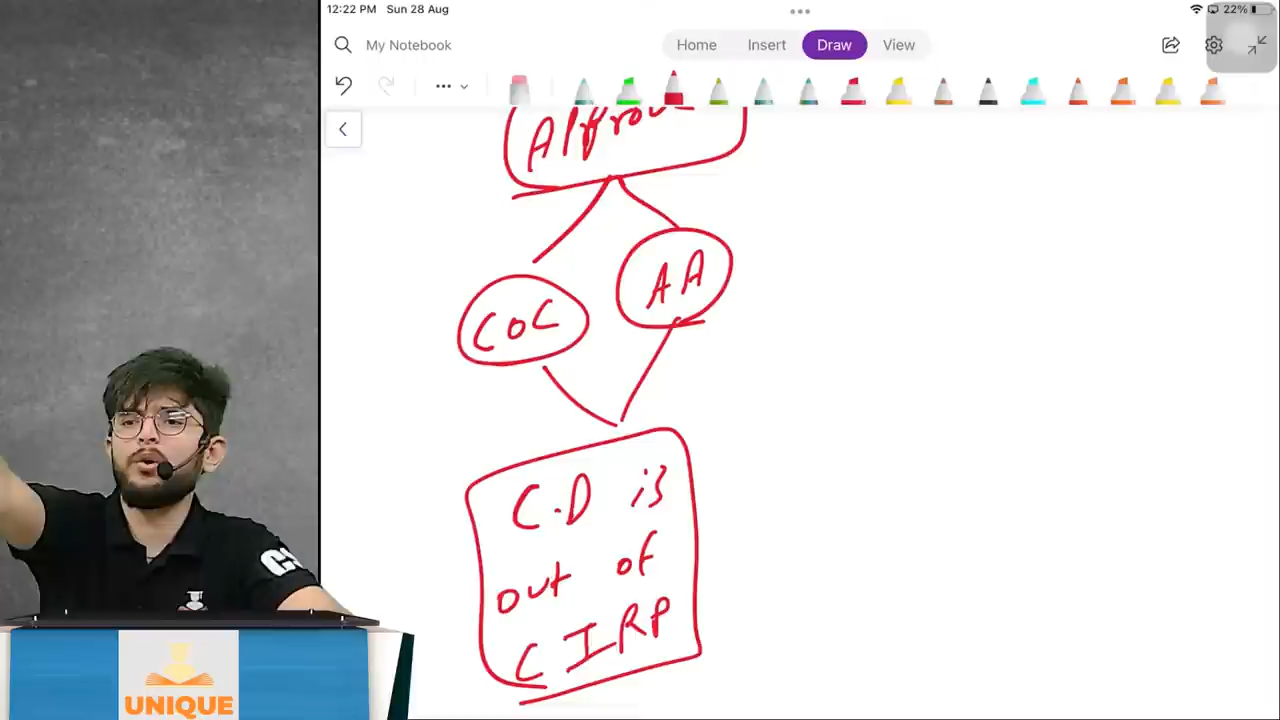 12:22 PM Sun 28 Aug
22%
My Notebook
Home Insert Draw View
COC
AA
C.D is
out of
CIRP
UNIQUE